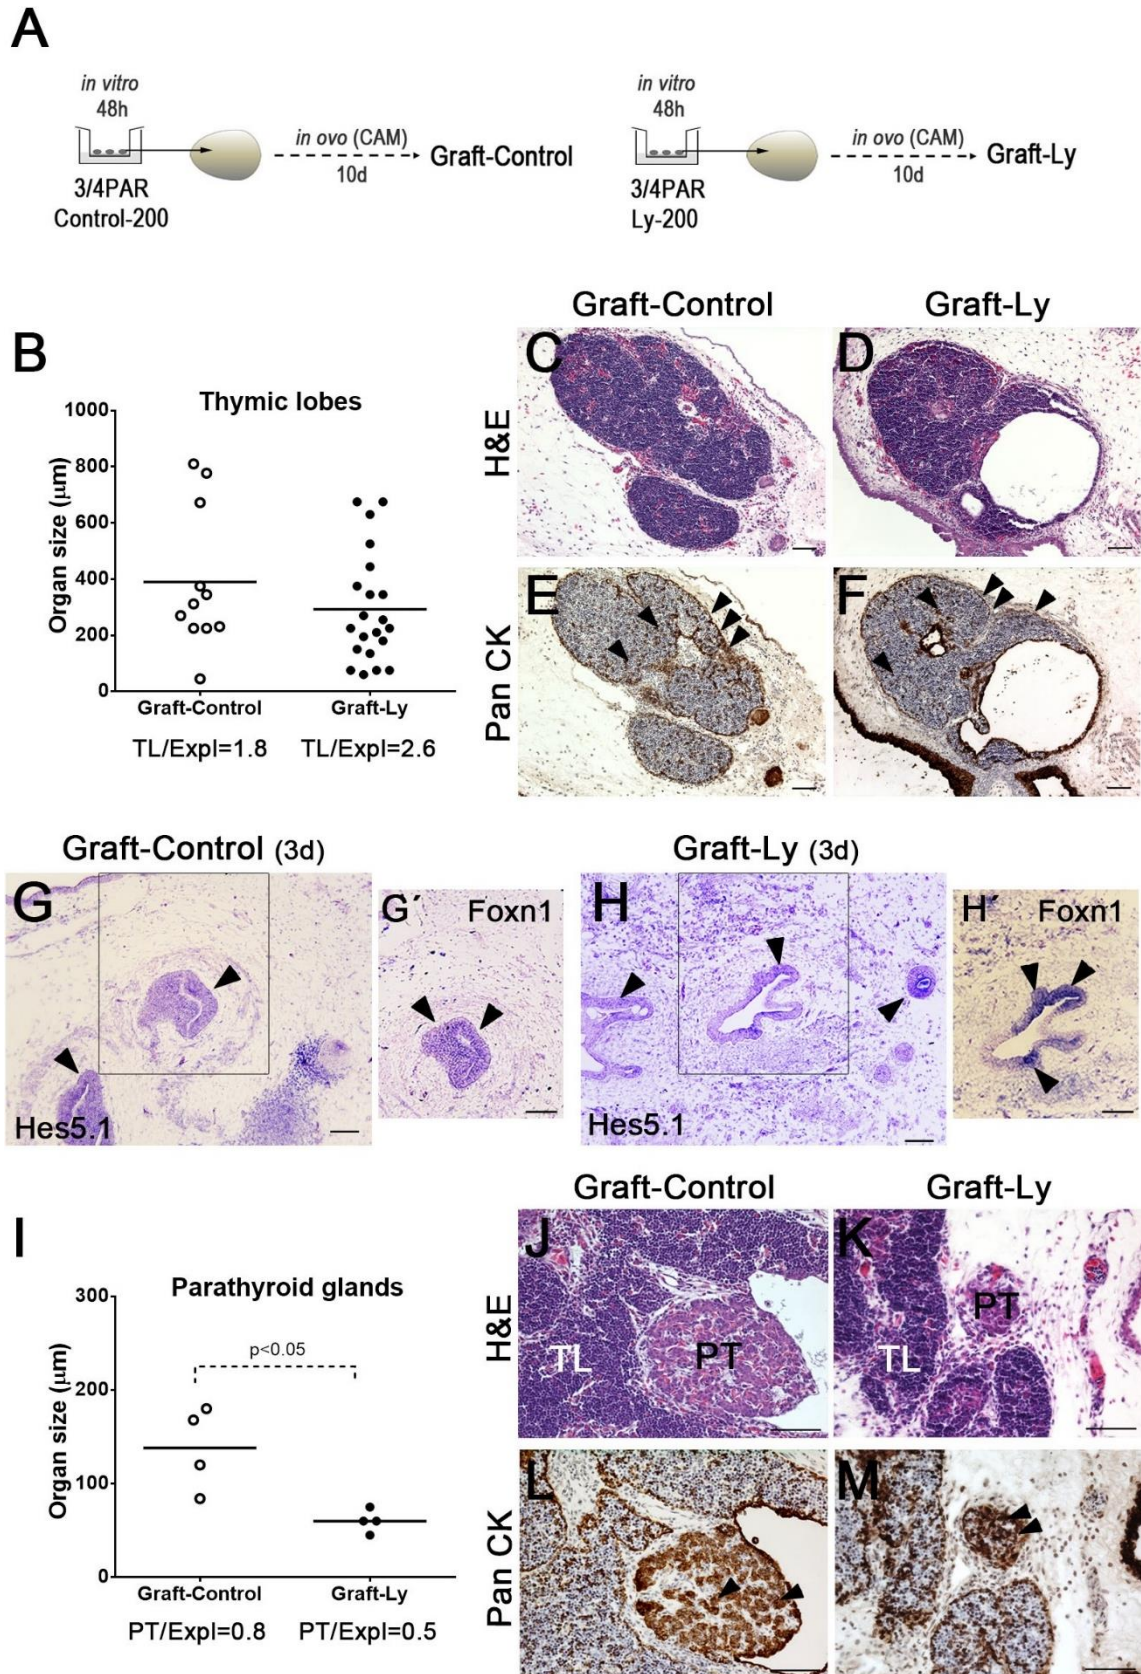 A
in vitro
48h
3/4PAR
Control-200
in ovo (CAM)
10d
Graft-Control
in vitro
48h
3/4PAR
Ly-200
in ovo (CAM)
10d
Graft-Ly
B
Thymic lobes
Organ size (μm)
1000
800
600
400
200
0
Graft-Control
Graft-Ly
TL/Expl=1.8
TL/Expl=2.6
Graft-Control
Graft-Ly
H&E
C
D
Pan CK
E
F
Graft-Control (3d)
Graft-Ly (3d)
G
Hes5.1
G´ Foxn1
H
Hes5.1
H´ Foxn1
I
Parathyroid glands
Organ size (μm)
300
200
100
0
p<0.05
Graft-Control
Graft-Ly
PT/Expl=0.8
PT/Expl=0.5
Graft-Control
Graft-Ly
H&E
J
TL
PT
K
TL
PT
Pan CK
L
M